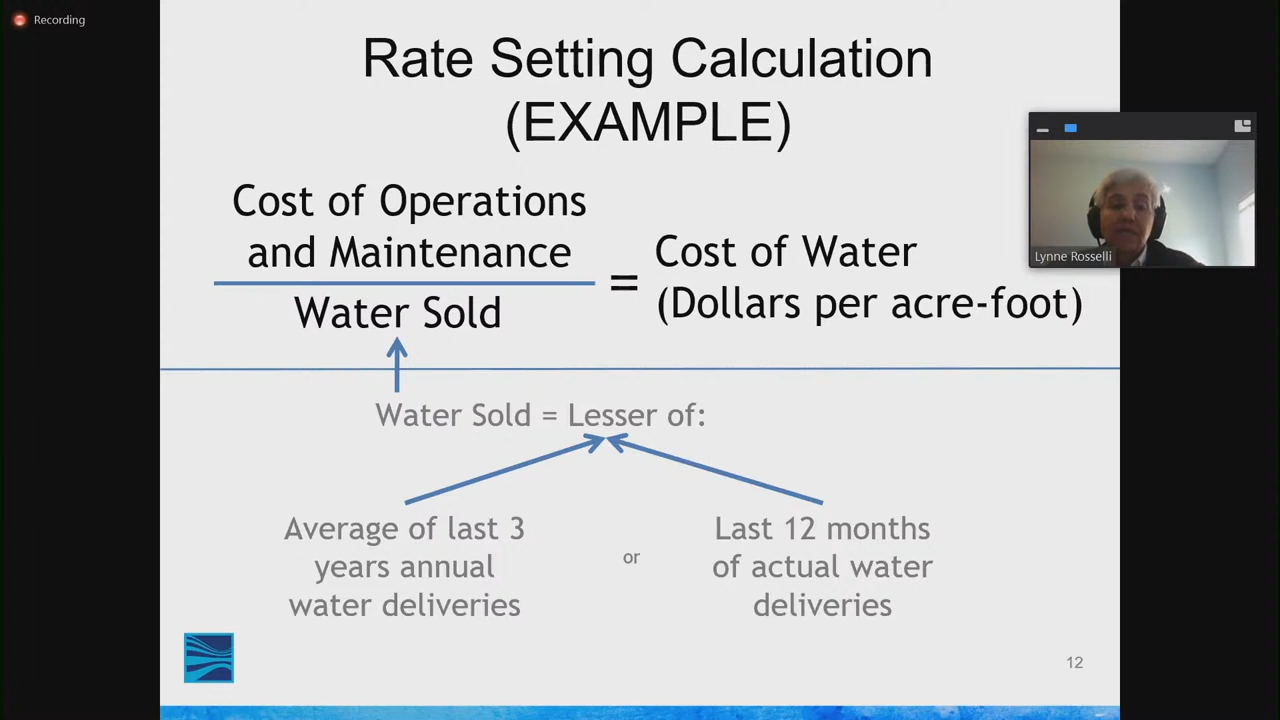 Recording
Rate Setting Calculation
(EXAMPLE)
Cost of Operations
and Maintenance
Water Sold
=
Cost of Water
(Dollars per acre-foot)
Lynne Rosselli
Water Sold = Lesser of:
Average of last 3
years annual
water deliveries
or
Last 12 months
of actual water
deliveries
12